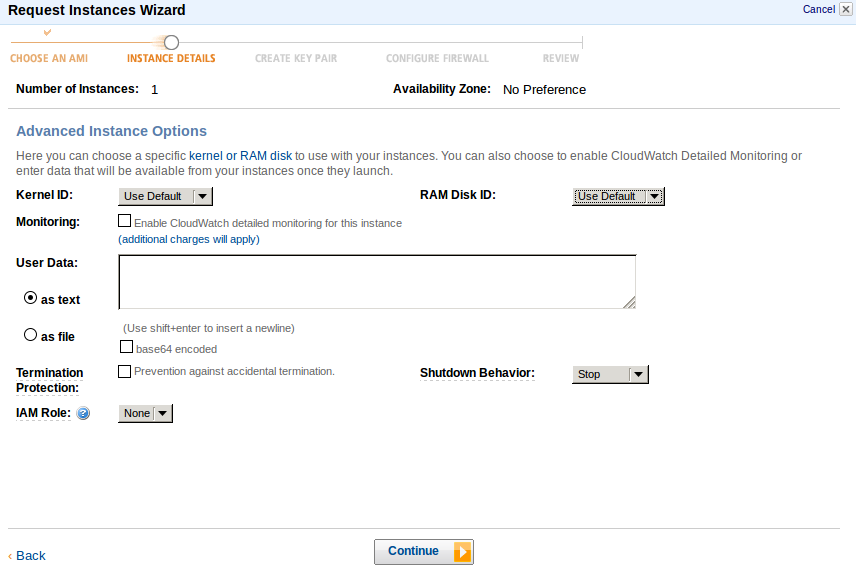 Request Instances Wizard
Cancel
CHOOSE AN AMI INSTANCE DETAILS CREATE KEY PAIR CONFIGURE FIREWALL REVIEW
Number of Instances: 1 Availability Zone: No Preference
Advanced Instance Options
Here you can choose a specific kernel or RAM disk to use with your instances. You can also choose to enable CloudWatch Detailed Monitoring or
enter data that will be available from your instances once they launch.
Kernel ID: Use Default RAM Disk ID: Use Default
Monitoring: Enable CloudWatch detailed monitoring for this instance
(additional charges will apply)
User Data:
as text
as file (Use shift+enter to insert a newline)
base64 encoded
Termination Prevention against accidental termination. Shutdown Behavior: Stop
Protection:
IAM Role: ? None
‹ Back Continue